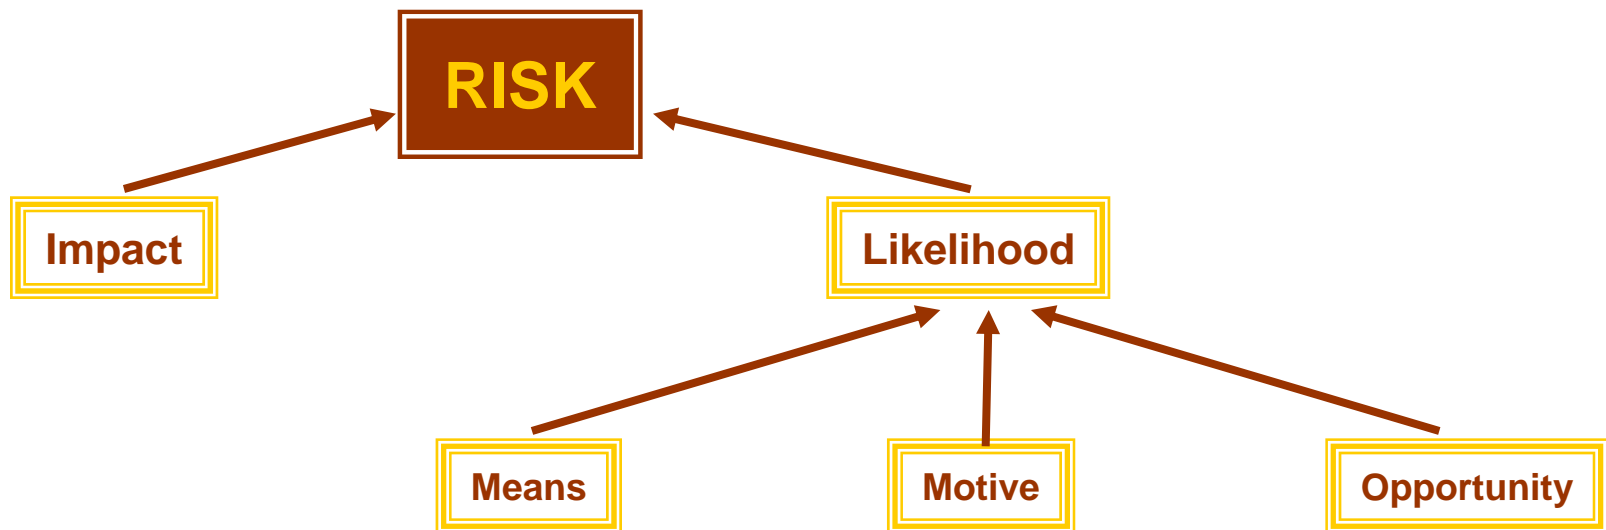 RISK
Impact
Likelihood
Means
Motive
Opportunity